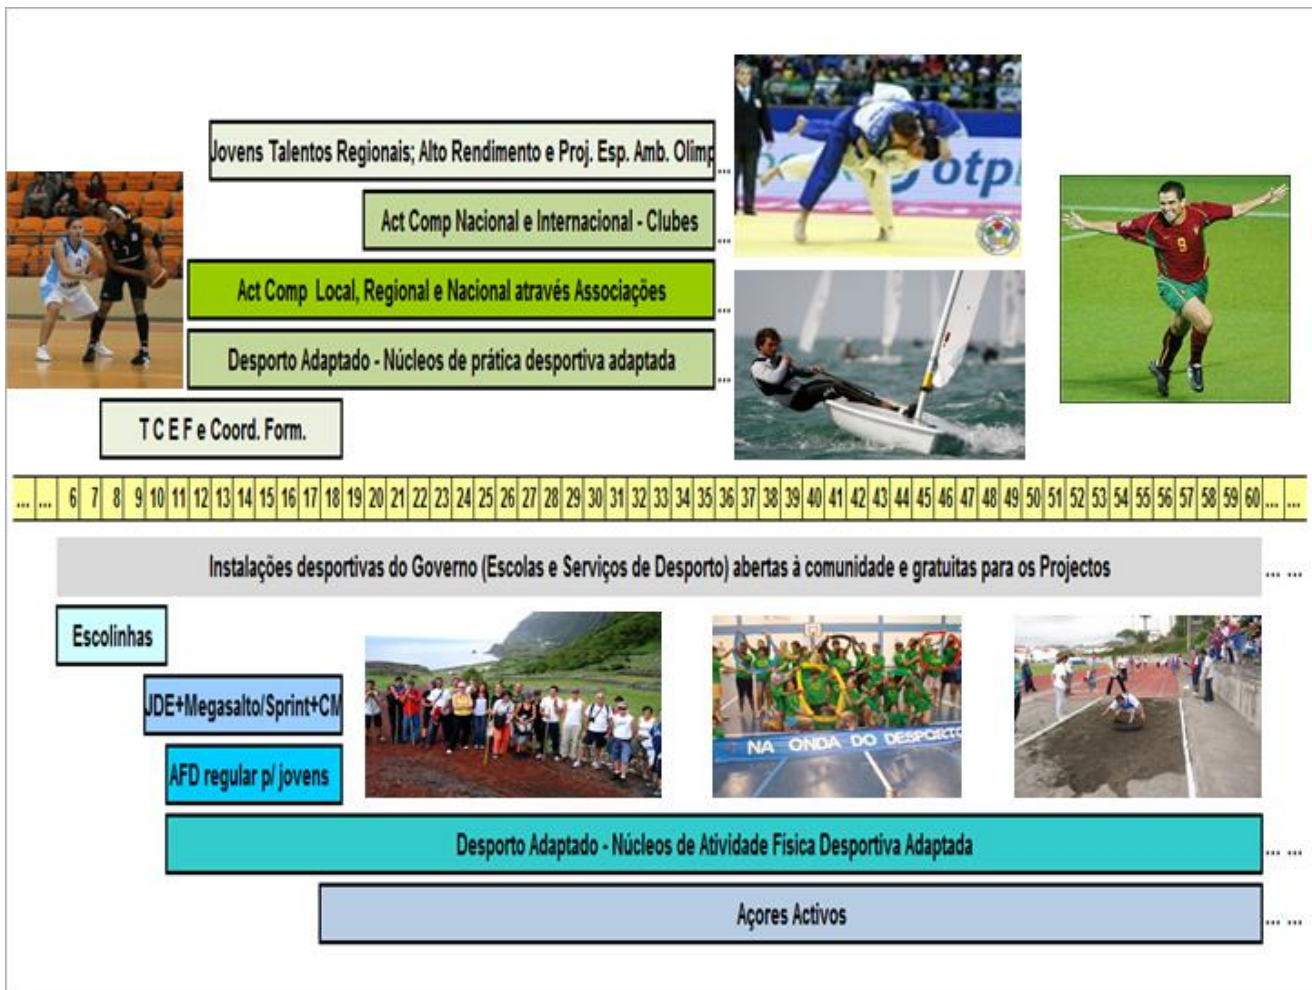 Jovens Talentos Regionais; Alto Rendimento e Proj. Esp. Amb. Olimp
...
Act Comp Nacional e Internacional - Clubes
...
Act Comp Local, Regional e Nacional através Associações
...
Desporto Adaptado - Núcleos de prática desportiva adaptada
...
T C E F e Coord. Form.
otp
9
... ... 6 7 8 9 10 11 12 13 14 15 16 17 18 19 20 21 22 23 24 25 26 27 28 29 30 31 32 33 34 35 36 37 38 39 40 41 42 43 44 45 46 47 48 49 50 51 52 53 54 55 56 57 58 59 60 ... ...
Instalações desportivas do Governo (Escolas e Serviços de Desporto) abertas à comunidade e gratuitas para os Projectos
... ...
Escolinhas
JDE+Megasalto/Sprint+CM
AFD regular p/ jovens
NA ONDA DO DESPORTO
Desporto Adaptado - Núcleos de Atividade Física Desportiva Adaptada
... ...
Açores Activos
... ...